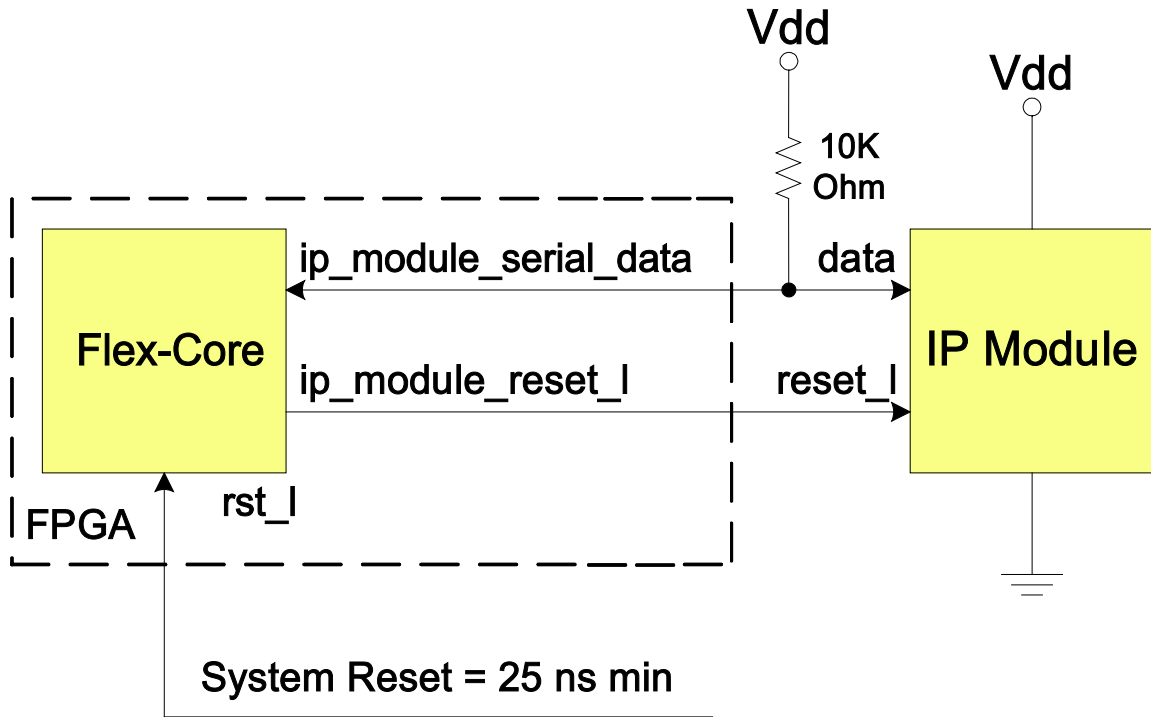 Vdd
Vdd
10K
Ohm
ip_module_serial_data
data
Flex-Core
IP Module
ip_module_reset_l
reset_l
rst_l
FPGA
System Reset = 25 ns min